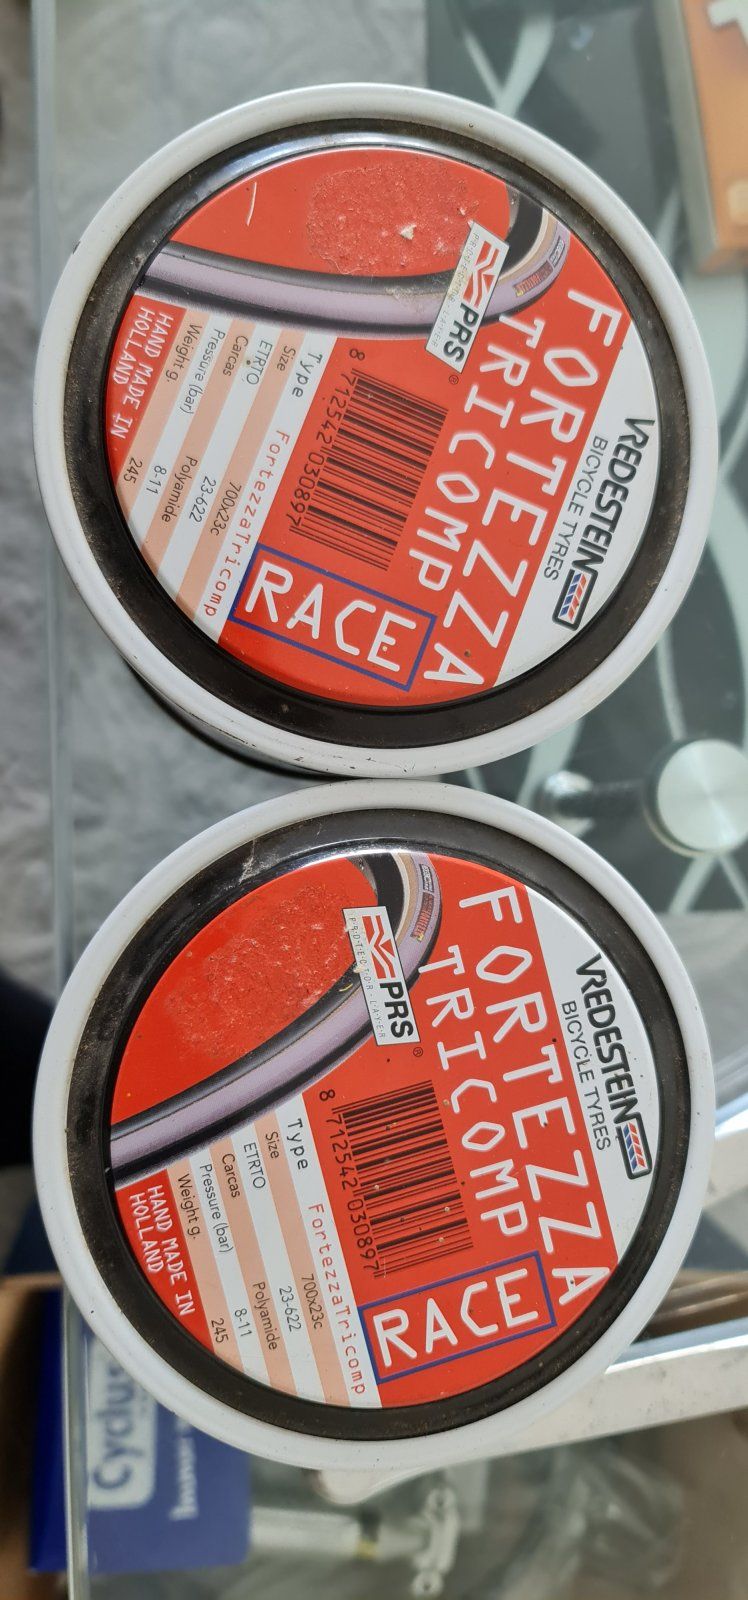 VREDESTEIN
BICYCLE TYRES
FORTEZZA
TRICOMP
RACE
PRS®
PROTECTOR-LAYER
8 712542 030897
Type FortezzaTricomp
Size 700x23c
ETRTO 23-622
Carcas Polyamide
Pressure (bar) 8-11
Weight g. 245
HAND MADE IN
HOLLAND
VREDESTEIN
BICYCLE TYRES
FORTEZZA
TRICOMP
RACE
PRS®
PROTECTOR-LAYER
8 712542 030897
Type FortezzaTricomp
Size 700x23c
ETRTO 23-622
Carcas Polyamide
Pressure (bar) 8-11
Weight g. 245
HAND MADE IN
HOLLAND
Cyclus
Inner